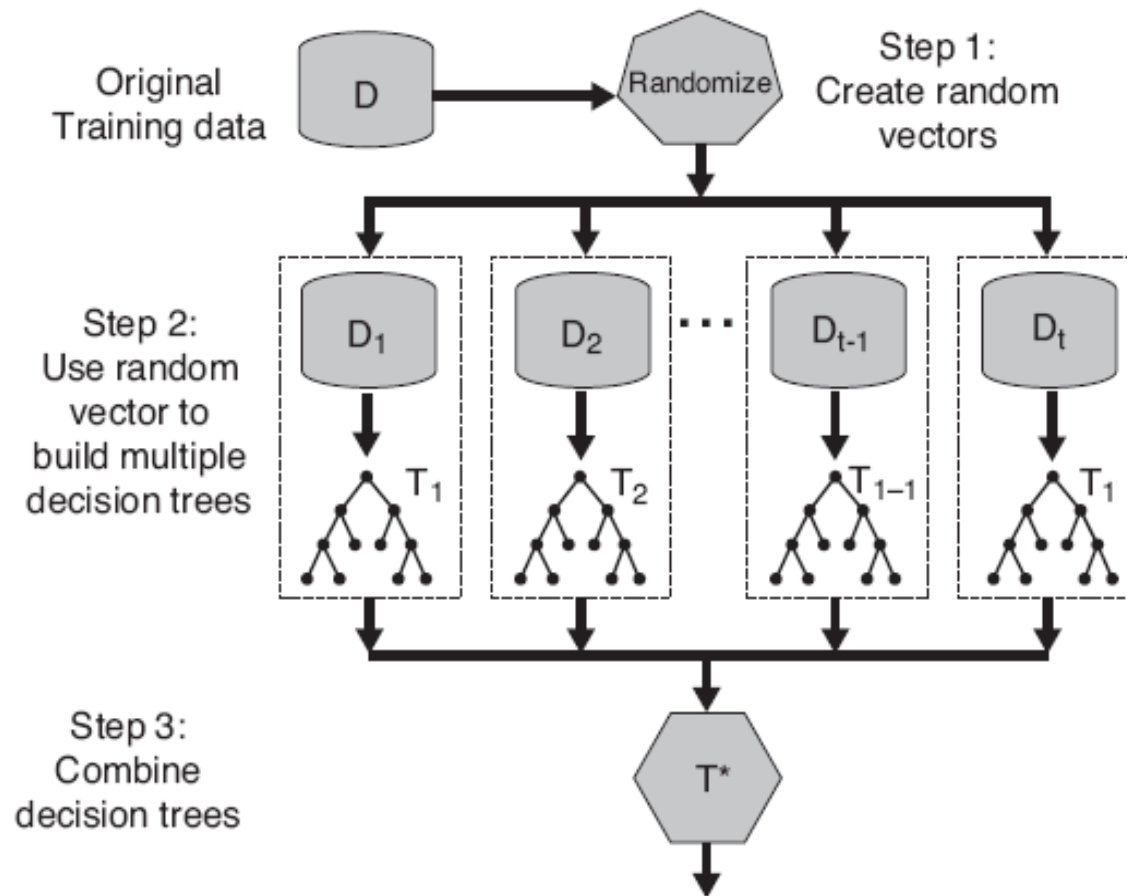 Original
Training data
D
Randomize
Step 1:
Create random
vectors
Step 2:
Use random
vector to
build multiple
decision trees
D₁
D₂
...
Dₜ₋₁
Dₜ
T₁
T₂
T₁₋₁
T₁
Step 3:
Combine
decision trees
T*